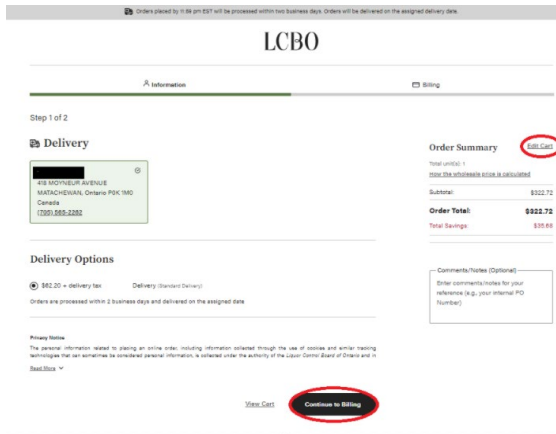 Orders placed by 11:59 pm EST will be processed within two business days. Orders will be delivered on the assigned delivery date.
LCBO
Information
Billing
Step 1 of 2
Delivery
MATACHEWAN, Ontario P0K 1M0
Canada
Delivery Options
$62.20 + delivery tax Delivery (Standard Delivery)
Orders are processed within 2 business days and delivered on the assigned date
Privacy Notice
The personal information related to placing an online order, including information collected through the use of cookies and similar tracking
technologies that can sometimes be considered personal information, is collected under the authority of the Liquor Control Board of Ontario and in
Read More
View Cart
Continue to Billing
Order Summary
Edit Cart
Total unit(s): 1
How the wholesale price is calculated
Subtotal: $322.72
Order Total: $322.72
Total Savings: $35.68
Comments/Notes (Optional)
Enter comments/notes for your
reference (e.g., your internal PO
Number)